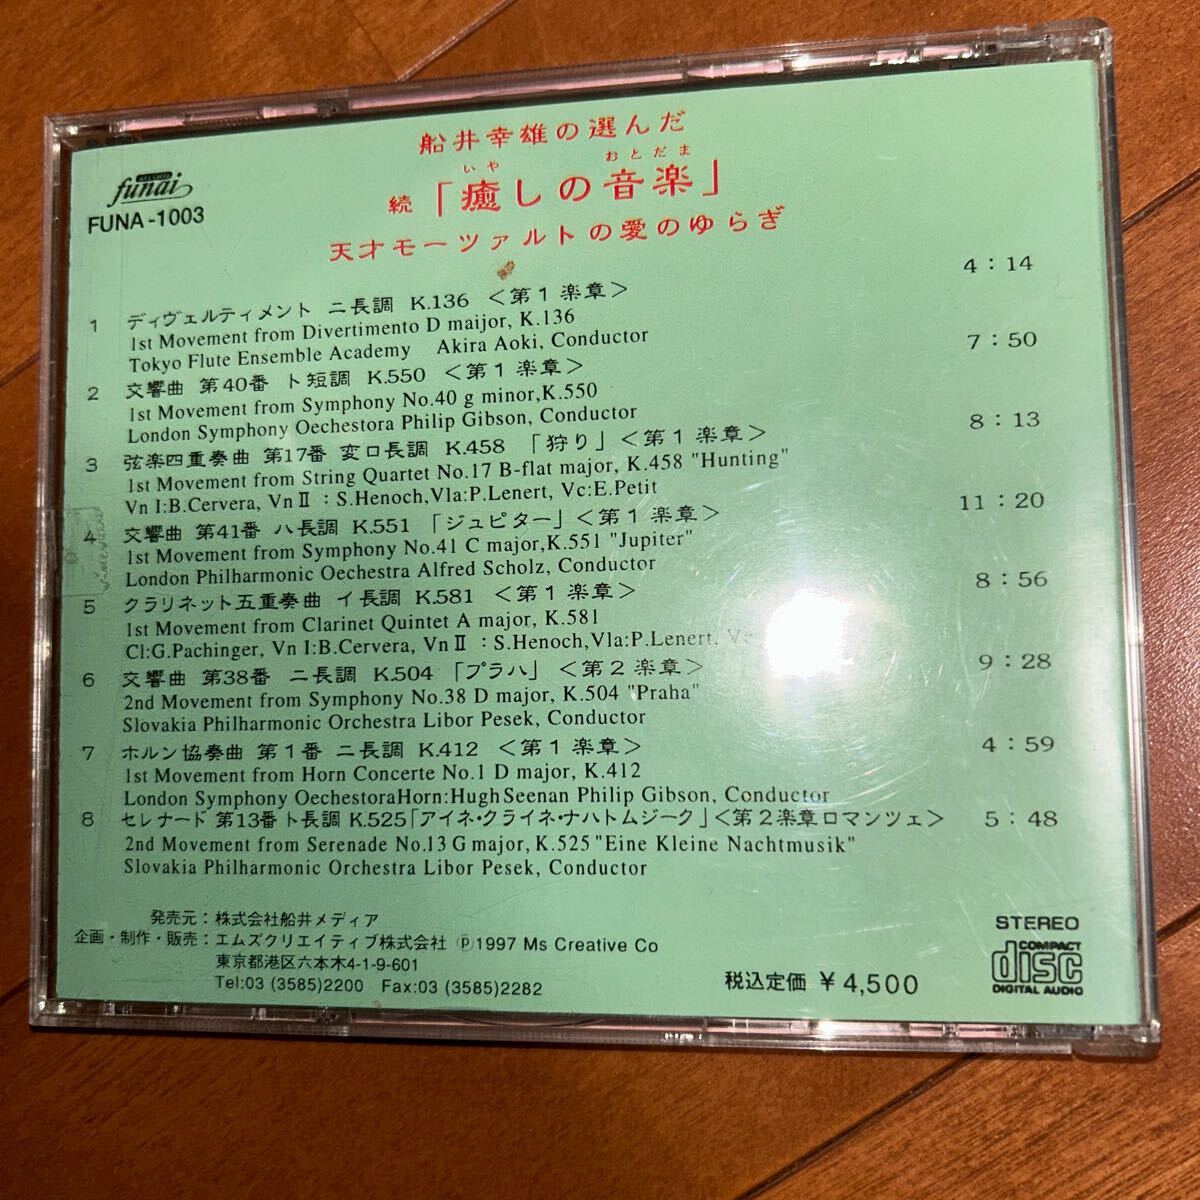 船井幸雄の選んだ
いや おとだま
続「癒しの音楽」
天才モーツァルトの愛のゆらぎ
funai
FUNA-1003
1 ディヴェルティメント ニ長調 K.136 <第1楽章> 4:14
1st Movement from Divertimento D maijor, K.136
Tokyo Flute Ensemble Academy Akira Aoki, Conductor
2 交響曲 第40番 ト短調 K.550 <第1楽章> 7:50
1st Movement from Symphony No.40 g minor,K.550
London Symphony Oechestora Philip Gibson, Conductor
3 弦楽四重奏曲 第17番 変ロ長調 K.458 「狩り」<第1楽章> 8:13
1st Movement from String Quartet No.17 B-flat major, K.458 "Hunting"
Vn I:B.Cervera, Vn II:S.Henoch,Vla:P.Lenert, Vc:E.Petit
4 交響曲 第41番 ハ長調 K.551 「ジュピター」<第1楽章> 11:20
1st Movement from Symphony No.41 C major,K.551 "Jupiter"
London Philharmonic Oechestra Alfred Scholz, Conductor
5 クラリネット五重奏曲 イ長調 K.581 <第1楽章> 8:56
1st Movement from Clarinet Quintet A major, K.581
Cl:G.Pachinger, Vn I:B.Cervera, Vn II:S.Henoch,Vla:P.Lenert,
6 交響曲 第38番 ニ長調 K.504 「プラハ」<第2楽章> 9:28
2nd Movement from Symphony No.38 D major, K.504 "Praha"
Slovakia Philharmonic Orchestra Libor Pesek, Conductor
7 ホルン協奏曲 第1番 ニ長調 K.412 <第1楽章> 4:59
1st Movement from Horn Concerte No.1 D major, K.412
London Symphony OechestoraHorn:Hugh Seenan Philip Gibson, Conductor
8 セレナード 第13番ト長調 K.525「アイネ・クライネ・ナハトムジーク」<第2楽章ロマンツェ> 5:48
2nd Movement from Serenade No.13 G major, K.525 "Eine Kleine Nachtmusik"
Slovakia Philharmonic Orchestra Libor Pesek, Conductor
発売元:株式会社船井メディア
企画・制作・販売:エムズクリエイティブ株式会社 ℗1997 Ms Creative Co
東京都港区六本木4-1-9-601
Tel:03 (3585)2200 Fax:03 (3585)2282
税込定価 ¥4,500
STEREO
COMPACT
disc
DIGITAL AUDIO